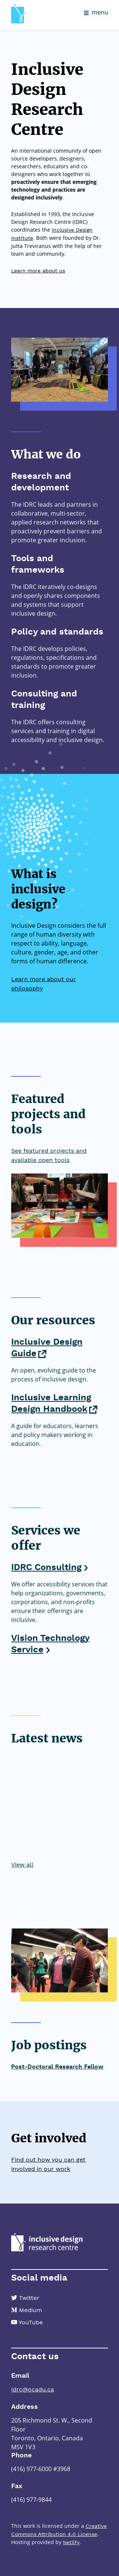 menu
Inclusive
Design
Research
Centre
An international community of open
source developers, designers,
researchers, educators and co-
designers who work together to
proactively ensure that emerging
technology and practices are
designed inclusively.
Established in 1993, the Inclusive
Design Research Centre (IDRC)
coordinates the Inclusive Design
Institute. Both were founded by Dr.
Jutta Treviranus with the help of her
team and community.
Learn more about us
What we do
Research and
development
The IDRC leads and partners in
collaborative, multi-sector,
applied research networks that
proactively prevent barriers and
promote greater inclusion.
Tools and
frameworks
The IDRC iteratively co-designs
and openly shares components
and systems that support
inclusive design.
Policy and standards
The IDRC develops policies,
regulations, specifications and
standards to promote greater
inclusion.
Consulting and
training
The IDRC offers consulting
services and training in digital
accessibility and inclusive design.
What is
inclusive
design?
Inclusive Design considers the full
range of human diversity with
respect to ability, language,
culture, gender, age, and other
forms of human difference.
Learn more about our
philosophy
Featured
projects and
tools
See featured projects and
available open tools
Our resources
Inclusive Design
Guide
An open, evolving guide to the
process of inclusive design.
Inclusive Learning
Design Handbook
A guide for educators, learners
and policy makers working in
education.
Services we
offer
IDRC Consulting
We offer accessibility services that
help organizations, governments,
corporations, and non-profits
ensure their offerings are
inclusive.
Vision Technology
Service
Latest news
View all
Job postings
Post-Doctoral Research Fellow
Get involved
Find out how you can get
involved in our work
inclusive design
research centre
Social media
Twitter
Medium
YouTube
Contact us
Email
idrc@ocadu.ca
Address
205 Richmond St. W., Second
Floor
Toronto, Ontario, Canada
M5V 1V3
Phone
(416) 977-6000 #3968
Fax
(416) 977-9844
This work is licensed under a Creative
Commons Attribution 4.0 License.
Hosting provided by Netlify.